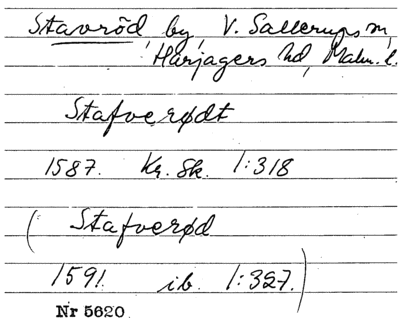 Stavröd by, V. Sallerups sn,
Harjagers hd, Malm. l.
Stafverødt
1587. Kr. Sk. 1:318
(Stafverød
1591. ib. 1:327.)
Nr 5620